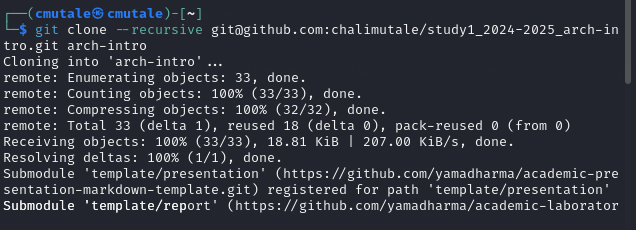 ┌──(cmutale㉿cmutale)-[~]
└─$ git clone --recursive git@github.com:chalimutale/study1_2024-2025_arch-in
tro.git arch-intro
Cloning into 'arch-intro'...
remote: Enumerating objects: 33, done.
remote: Counting objects: 100% (33/33), done.
remote: Compressing objects: 100% (32/32), done.
remote: Total 33 (delta 1), reused 18 (delta 0), pack-reused 0 (from 0)
Receiving objects: 100% (33/33), 18.81 KiB | 207.00 KiB/s, done.
Resolving deltas: 100% (1/1), done.
Submodule 'template/presentation' (https://github.com/yamadharma/academic-pre
sentation-markdown-template.git) registered for path 'template/presentation'
Submodule 'template/report' (https://github.com/yamadharma/academic-laborator